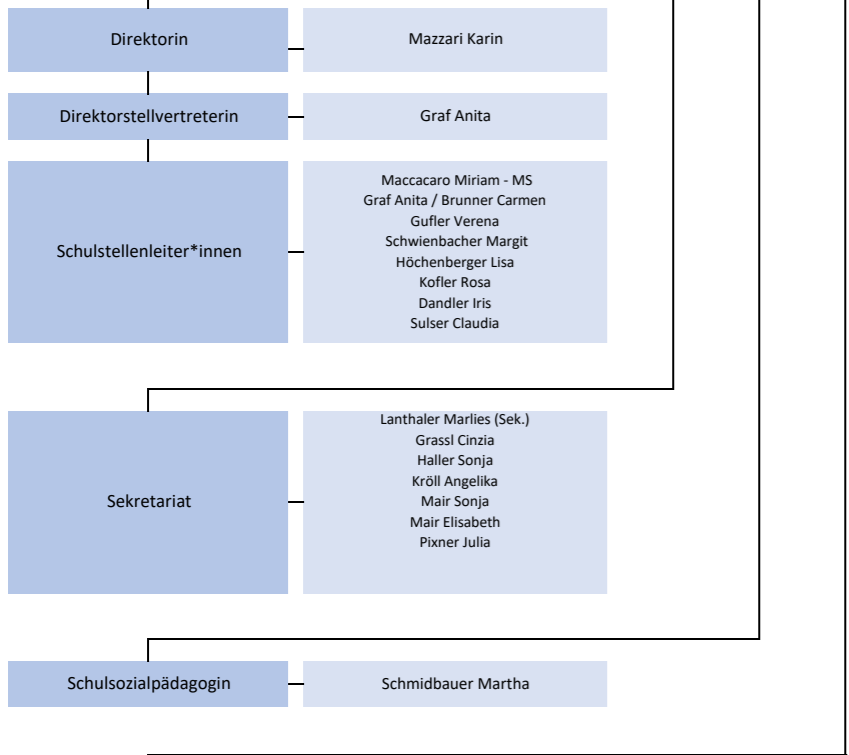 Direktorin
Mazzari Karin
Direktorstellvertreterin
Graf Anita
Schulstellenleiter*innen
Maccacaro Miriam - MS
Graf Anita / Brunner Carmen
Gufler Verena
Schwienbacher Margit
Höchenberger Lisa
Kofler Rosa
Dandler Iris
Sulser Claudia
Sekretariat
Lanthaler Marlies (Sek.)
Grassl Cinzia
Haller Sonja
Kröll Angelika
Mair Sonja
Mair Elisabeth
Pixner Julia
Schulsozialpädagogin
Schmidbauer Martha